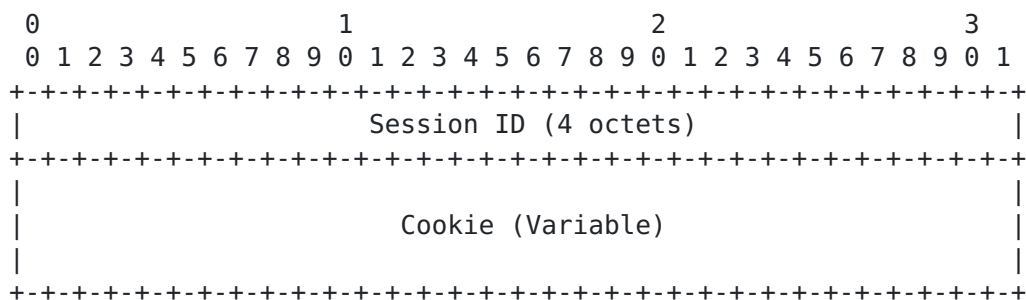 0                   1                   2                   3
 0 1 2 3 4 5 6 7 8 9 0 1 2 3 4 5 6 7 8 9 0 1 2 3 4 5 6 7 8 9 0 1
+-+-+-+-+-+-+-+-+-+-+-+-+-+-+-+-+-+-+-+-+-+-+-+-+-+-+-+-+-+-+-+-+
|                      Session ID (4 octets)                    |
+-+-+-+-+-+-+-+-+-+-+-+-+-+-+-+-+-+-+-+-+-+-+-+-+-+-+-+-+-+-+-+-+
|                                                               |
|                        Cookie (Variable)                      |
|                                                               |
+-+-+-+-+-+-+-+-+-+-+-+-+-+-+-+-+-+-+-+-+-+-+-+-+-+-+-+-+-+-+-+-+